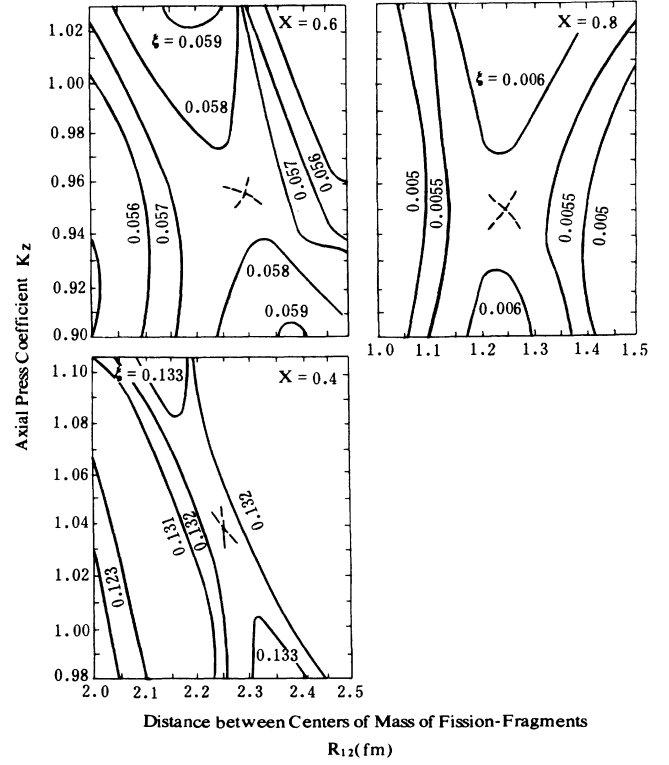 X = 0.6
ξ = 0.059
0.058
0.057
0.056
0.056
0.057
0.058
0.059
1.02
1.00
0.98
0.96
0.94
0.92
0.90
X = 0.8
ξ = 0.006
0.005
0.0055
0.0055
0.005
0.006
1.0 1.1 1.2 1.3 1.4 1.5
Axial Press Coefficient Kz
X = 0.4
ξ = 0.133
0.132
0.131
0.132
0.123
0.133
1.10
1.08
1.06
1.04
1.02
1.00
0.98
2.0 2.1 2.2 2.3 2.4 2.5
Distance between Centers of Mass of Fission-Fragments
R₁₂(fm)